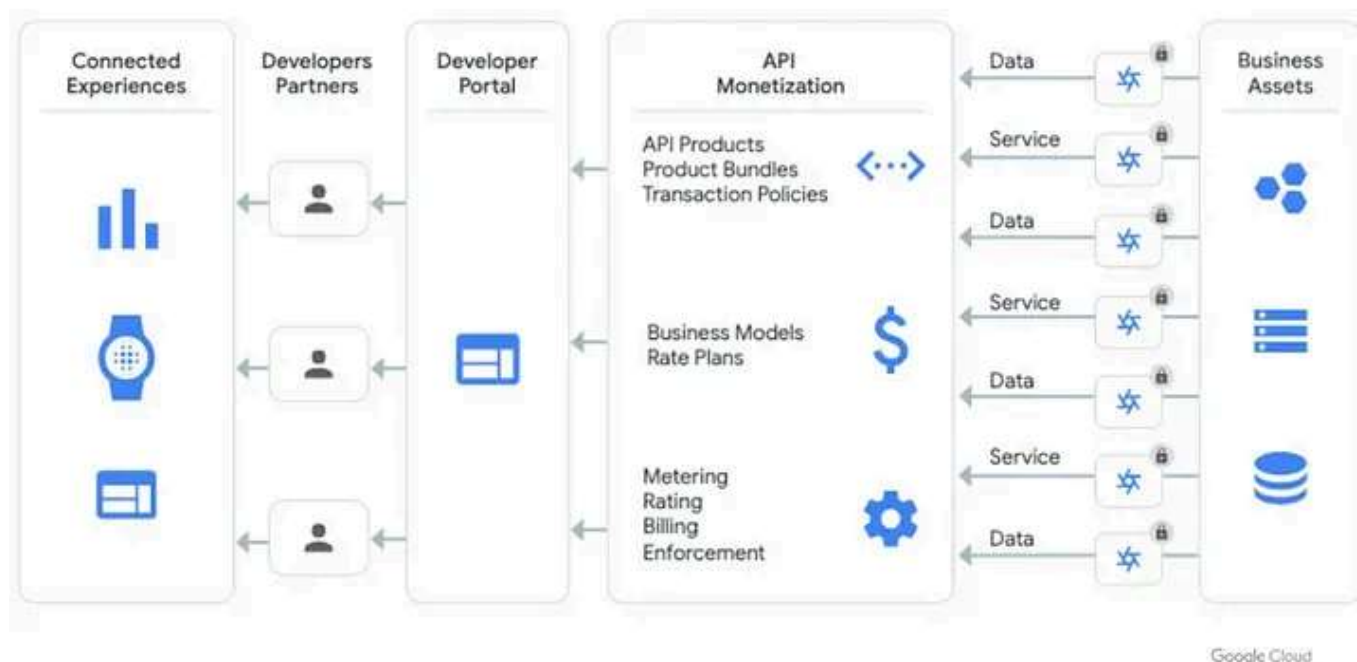 Connected
Experiences
Developers
Partners
Developer
Portal
API
Monetization
API Products
Product Bundles
Transaction Policies
Business Models
Rate Plans
Metering
Rating
Billing
Enforcement
Data
Service
Data
Service
Data
Service
Data
Business
Assets
Google Cloud